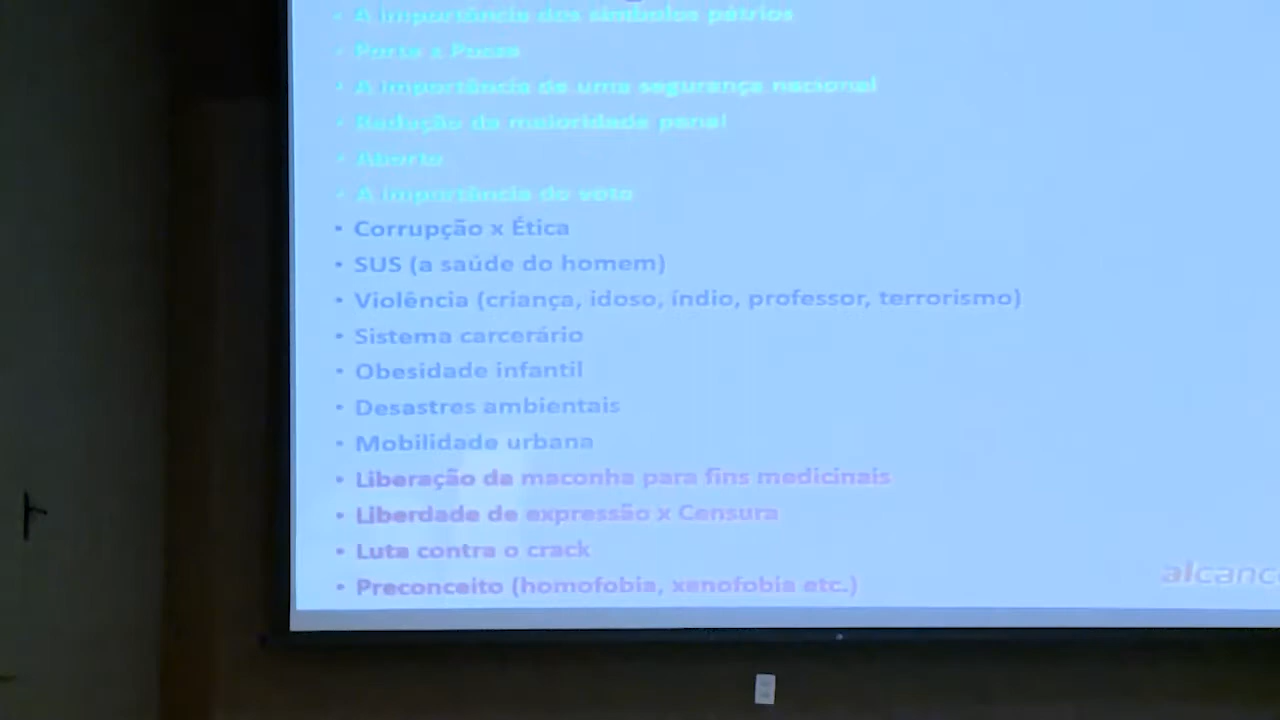 • A importância dos símbolos pátrios
• Porte x Posse
• A importância de uma segurança nacional
• Redução da maioridade penal
• Aborto
• A importância do voto
• Corrupção x Ética
• SUS (a saúde do homem)
• Violência (criança, idoso, índio, professor, terrorismo)
• Sistema carcerário
• Obesidade infantil
• Desastres ambientais
• Mobilidade urbana
• Liberação da maconha para fins medicinais
• Liberdade de expressão x Censura
• Luta contra o crack
• Preconceito (homofobia, xenofobia etc.)
alcanc